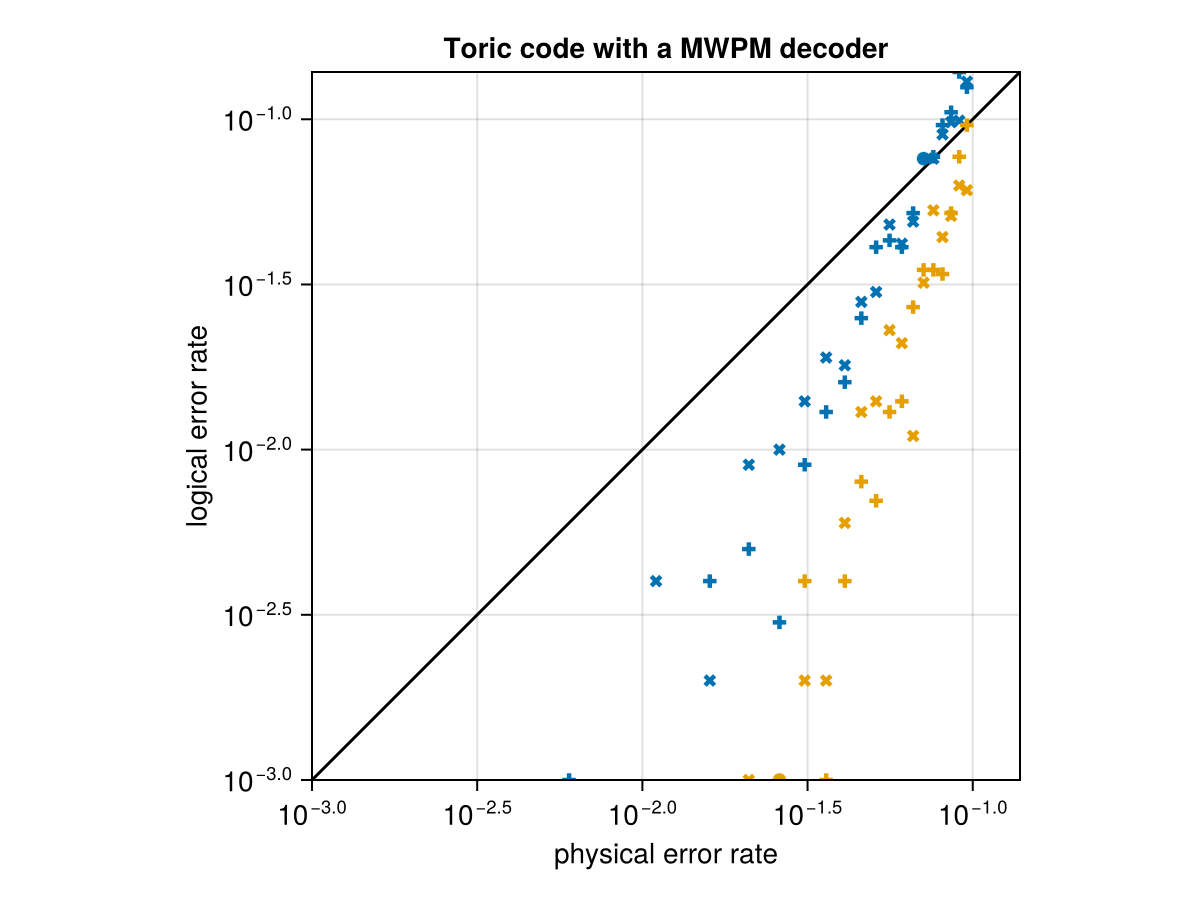 Toric code with a MWPM decoder
10⁻¹·⁰
10⁻¹·⁵
10⁻²·⁰
10⁻²·⁵
10⁻³·⁰
logical error rate
10⁻³·⁰ 10⁻²·⁵ 10⁻²·⁰ 10⁻¹·⁵ 10⁻¹·⁰
physical error rate